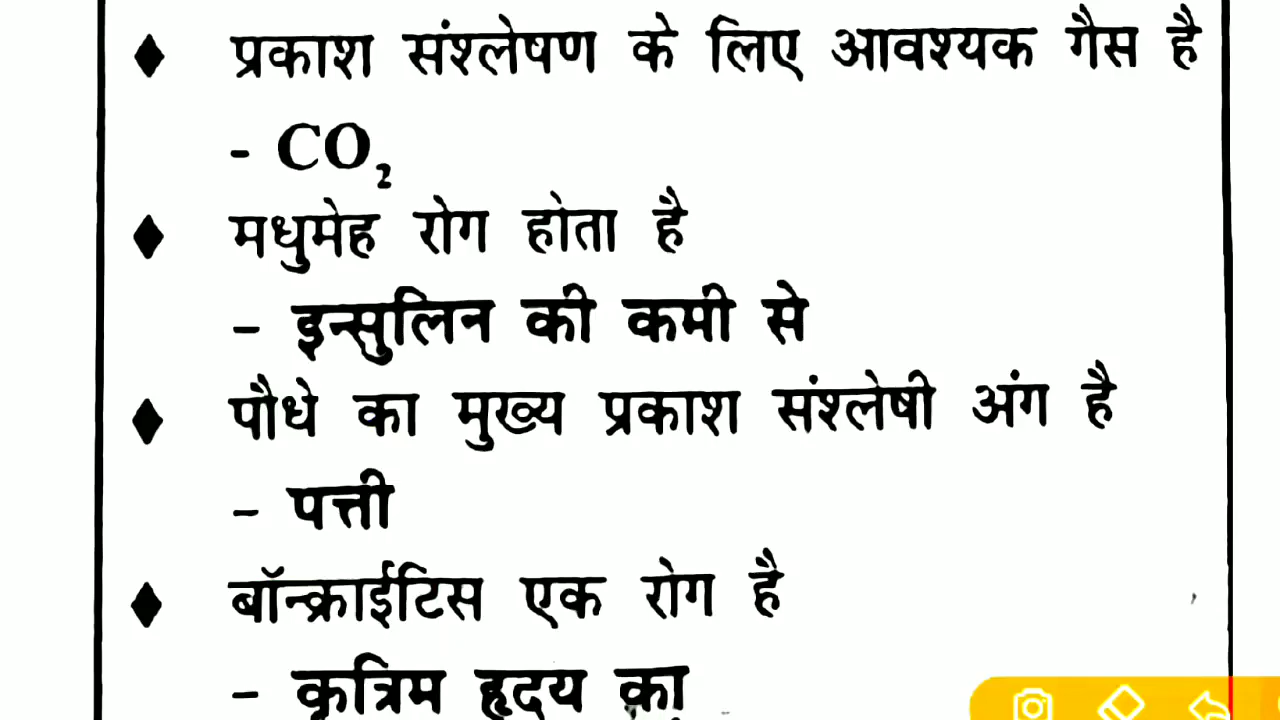 ♦ प्रकाश संश्लेषण के लिए आवश्यक गैस है
- CO₂
♦ मधुमेह रोग होता है
- इन्सुलिन की कमी से
♦ पौधे का मुख्य प्रकाश संश्लेषी अंग है
- पत्ती
♦ बॉन्क्राईटिस एक रोग है
- कृत्रिम हृदय का